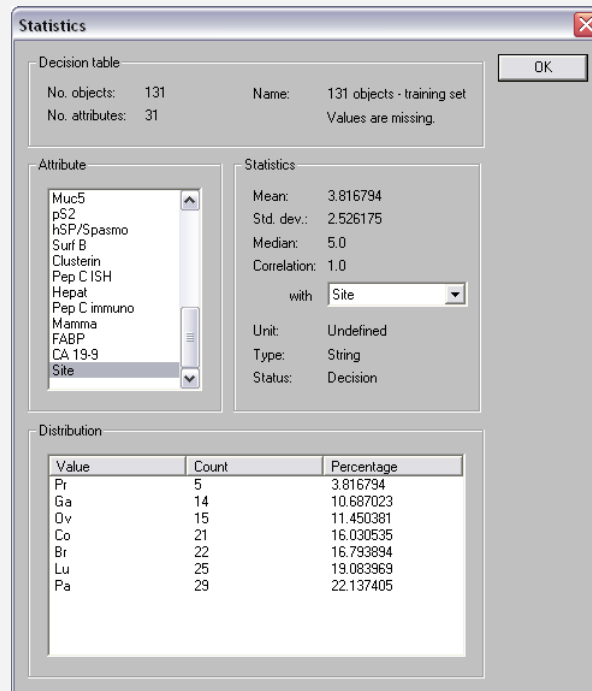 Statistics
OK
Decision table
No. objects: 131
Name: 131 objects - training set
No. attributes: 31
Values are missing.
Attribute
Muc5
pS2
hSP/Spasmo
Surf B
Clusterin
Pep C ISH
Hepat
Pep C immuno
Mamma
FABP
CA 19-9
Site
Statistics
Mean: 3.816794
Std. dev.: 2.526175
Median: 5.0
Correlation: 1.0
with Site
Unit: Undefined
Type: String
Status: Decision
Distribution
Value Count Percentage
Pr 5 3.816794
Ga 14 10.687023
Ov 15 11.450381
Co 21 16.030535
Br 22 16.793894
Lu 25 19.083969
Pa 29 22.137405